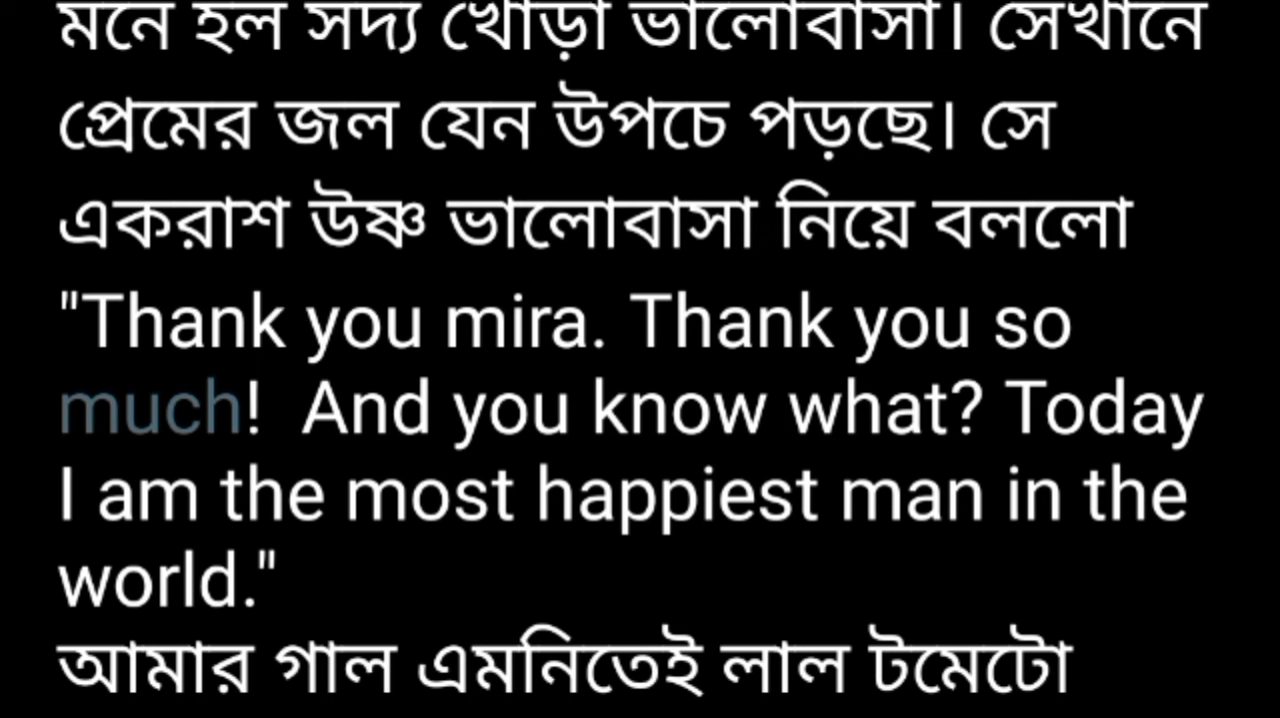 মনে হল সদ্য খোঁড়া ভালোবাসা। সেখানে
প্রেমের জল যেন উপচে পড়ছে। সে
একরাশ উষ্ণ ভালোবাসা নিয়ে বললো
"Thank you mira. Thank you so
much!  And you know what? Today
I am the most happiest man in the
world."
আমার গাল এমনিতেই লাল টমেটো